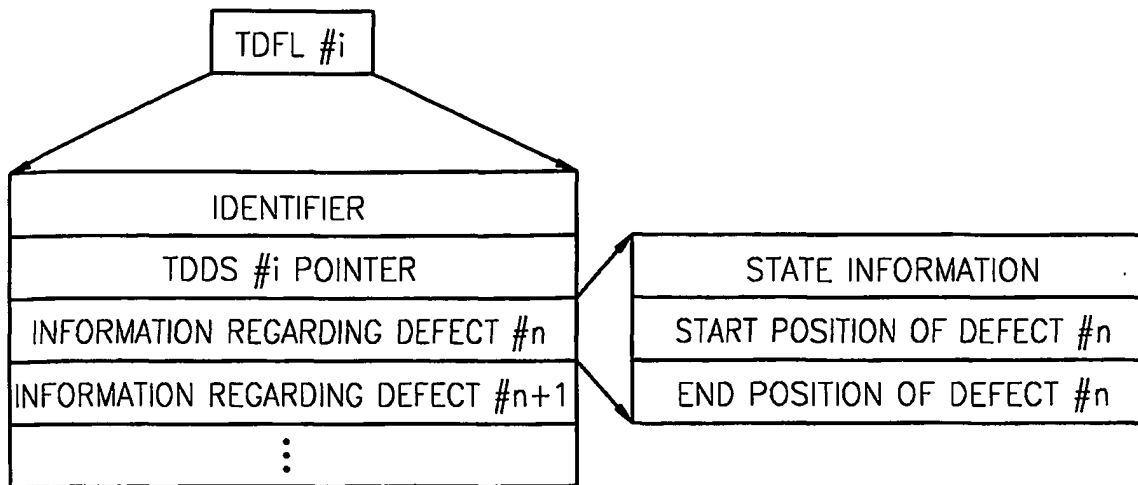 TDFL #i
IDENTIFIER
TDDS #i POINTER
INFORMATION REGARDING DEFECT #n
INFORMATION REGARDING DEFECT #n+1
STATE INFORMATION
START POSITION OF DEFECT #n
END POSITION OF DEFECT #n